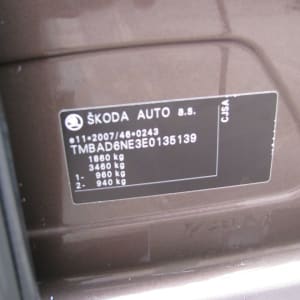 ŠKODA AUTO a.s.
e11*2007/46*0243
TMBAD6NE3E0135139
1860 kg
3460 kg
1- 960 kg
2- 940 kg
CJSA